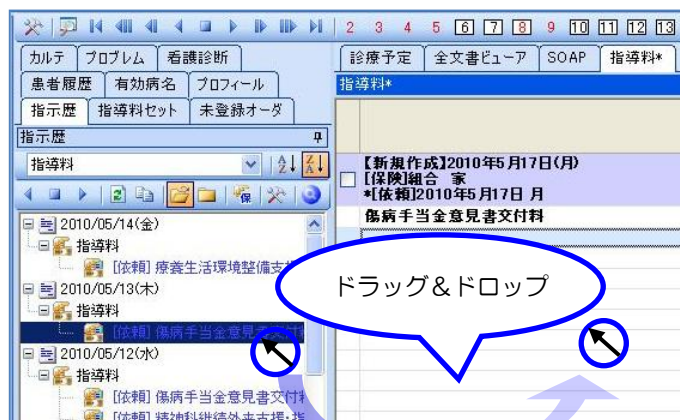 2 3 4 5 6 7 8 9 10 11 12 13
カルテ プロブレム 看護診断
患者履歴 有効病名 プロフィール
指示歴 指導料セット 未登録オーダ
指示歴
指導料
2010/05/14(金)
指導料
[依頼] 療養生活環境整備支
2010/05/13(木)
指導料
[依頼] 傷病手当金意見書交付
2010/05/12(水)
指導料
[依頼] 傷病手当金意見書交付料
[依頼] 精神科継続外来支援・指
診療予定 全文書ビューア SOAP 指導料*
指導料*
【新規作成】2010年5月17日(月)
[保険]組合 家
*[依頼]2010年5月17日 月
傷病手当金意見書交付料
ドラッグ＆ドロップ